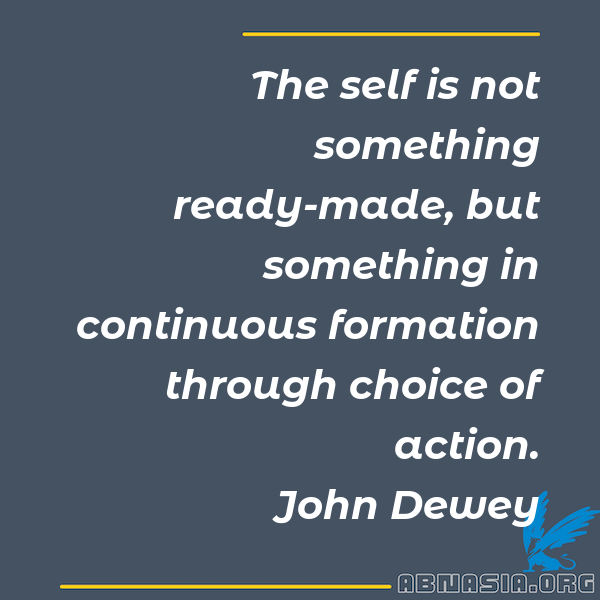 The self is not
something
ready-made, but
something in
continuous formation
through choice of
action.
John Dewey
ABNASIA.ORG